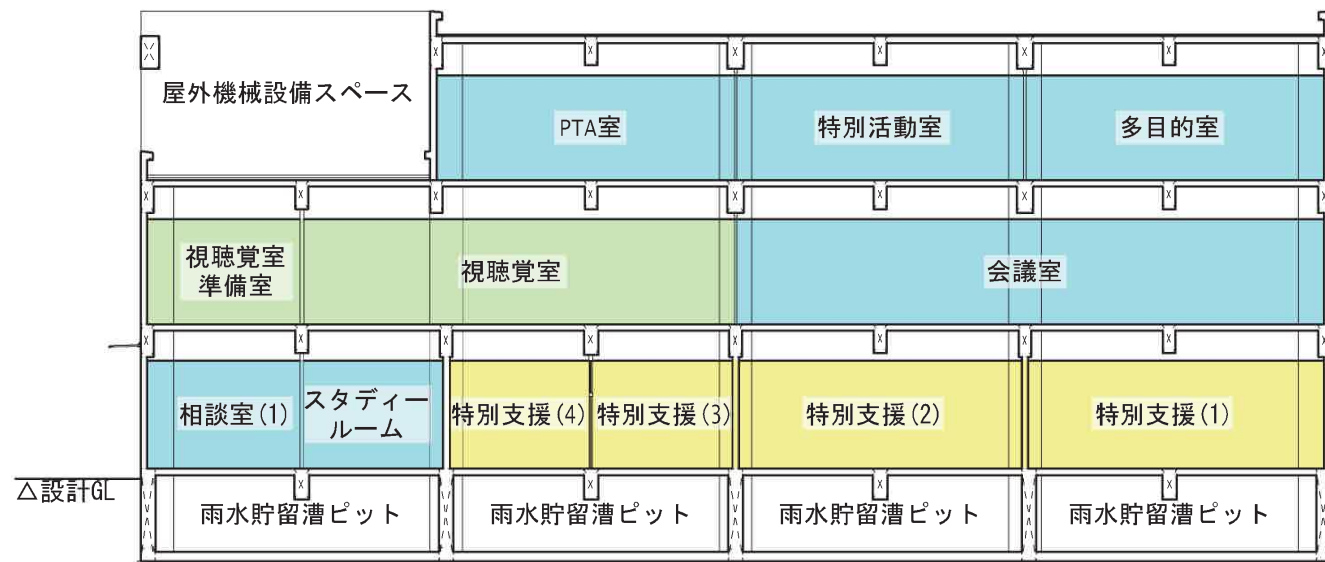 屋外機械設備スペース
PTA室
特別活動室
多目的室
視聴覚室
準備室
視聴覚室
会議室
相談室(1)
スタディー
ルーム
特別支援(4)
特別支援(3)
特別支援(2)
特別支援(1)
△設計GL
雨水貯留漕ピット
雨水貯留漕ピット
雨水貯留漕ピット
雨水貯留漕ピット